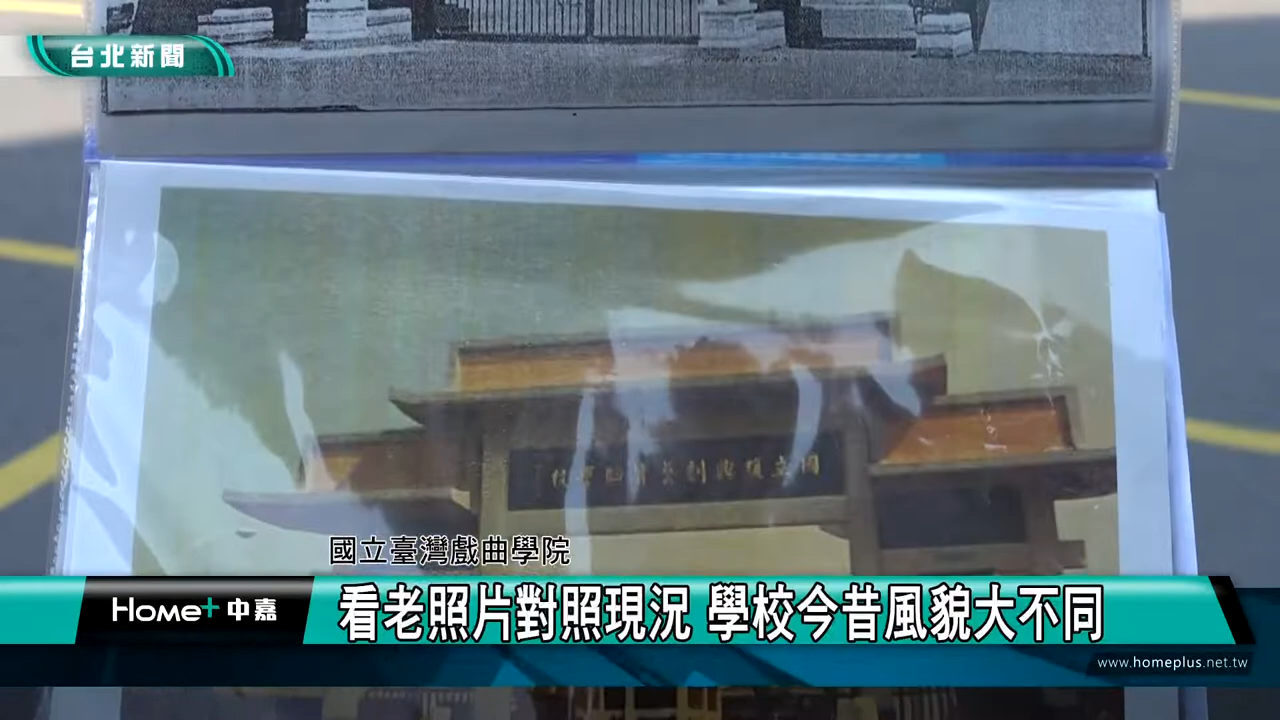 台北新聞
國立臺灣戲曲學院
Home+中嘉
看老照片對照現況 學校今昔風貌大不同
www.homeplus.net.tw